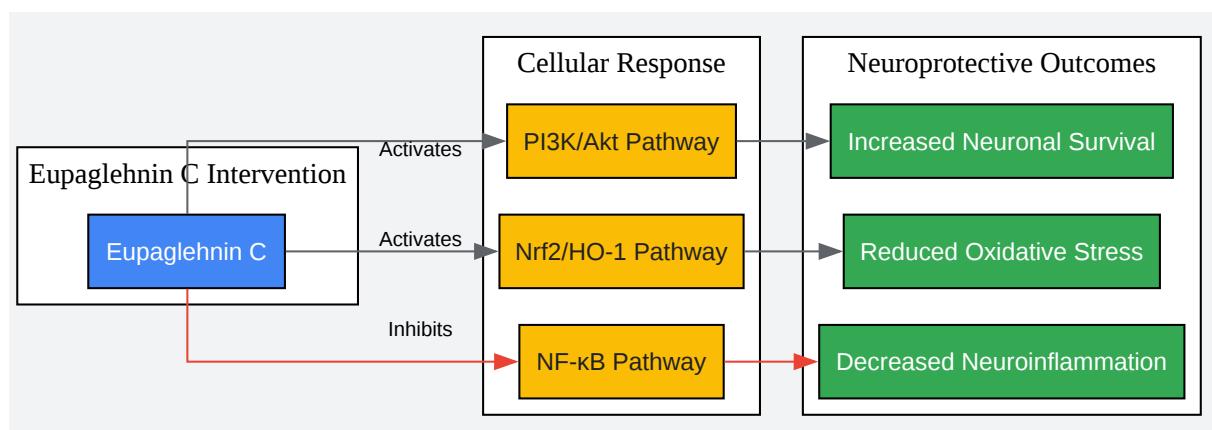 Cellular Response
Neuroprotective Outcomes
PI3K/Akt Pathway
Increased Neuronal Survival
Activates
Eupaglehnin C Intervention
Eupaglehnin C
Activates
Nrf2/HO-1 Pathway
Reduced Oxidative Stress
Inhibits
NF-κB Pathway
Decreased Neuroinflammation